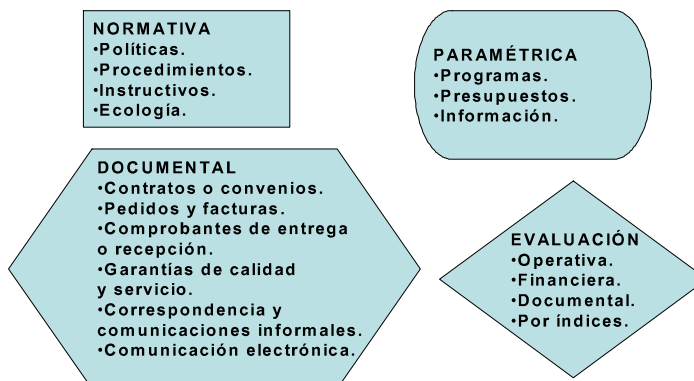 NORMATIVA
•Políticas.
•Procedimientos.
•Instructivos.
•Ecología.
PARAMÉTRICA
•Programas.
•Presupuestos.
•Información.
DOCUMENTAL
•Contratos o convenios.
•Pedidos y facturas.
•Comprobantes de entrega
o recepción.
•Garantías de calidad
y servicio.
•Correspondencia y
comunicaciones informales.
•Comunicación electrónica.
EVALUACIÓN
•Operativa.
•Financiera.
•Documental.
•Por índices.